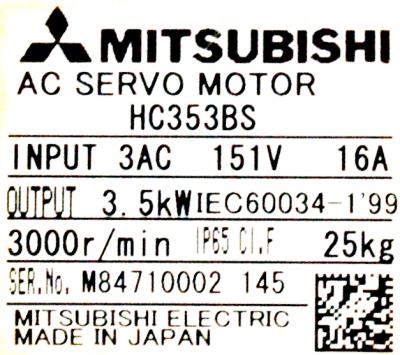 MITSUBISHI
AC SERVO MOTOR
HC353BS
INPUT 3AC 151V 16A
OUTPUT 3.5kW IEC60034-1'99
3000r/min IP65 CI.F 25kg
SER.No. M84710002 145
MITSUBISHI ELECTRIC
MADE IN JAPAN